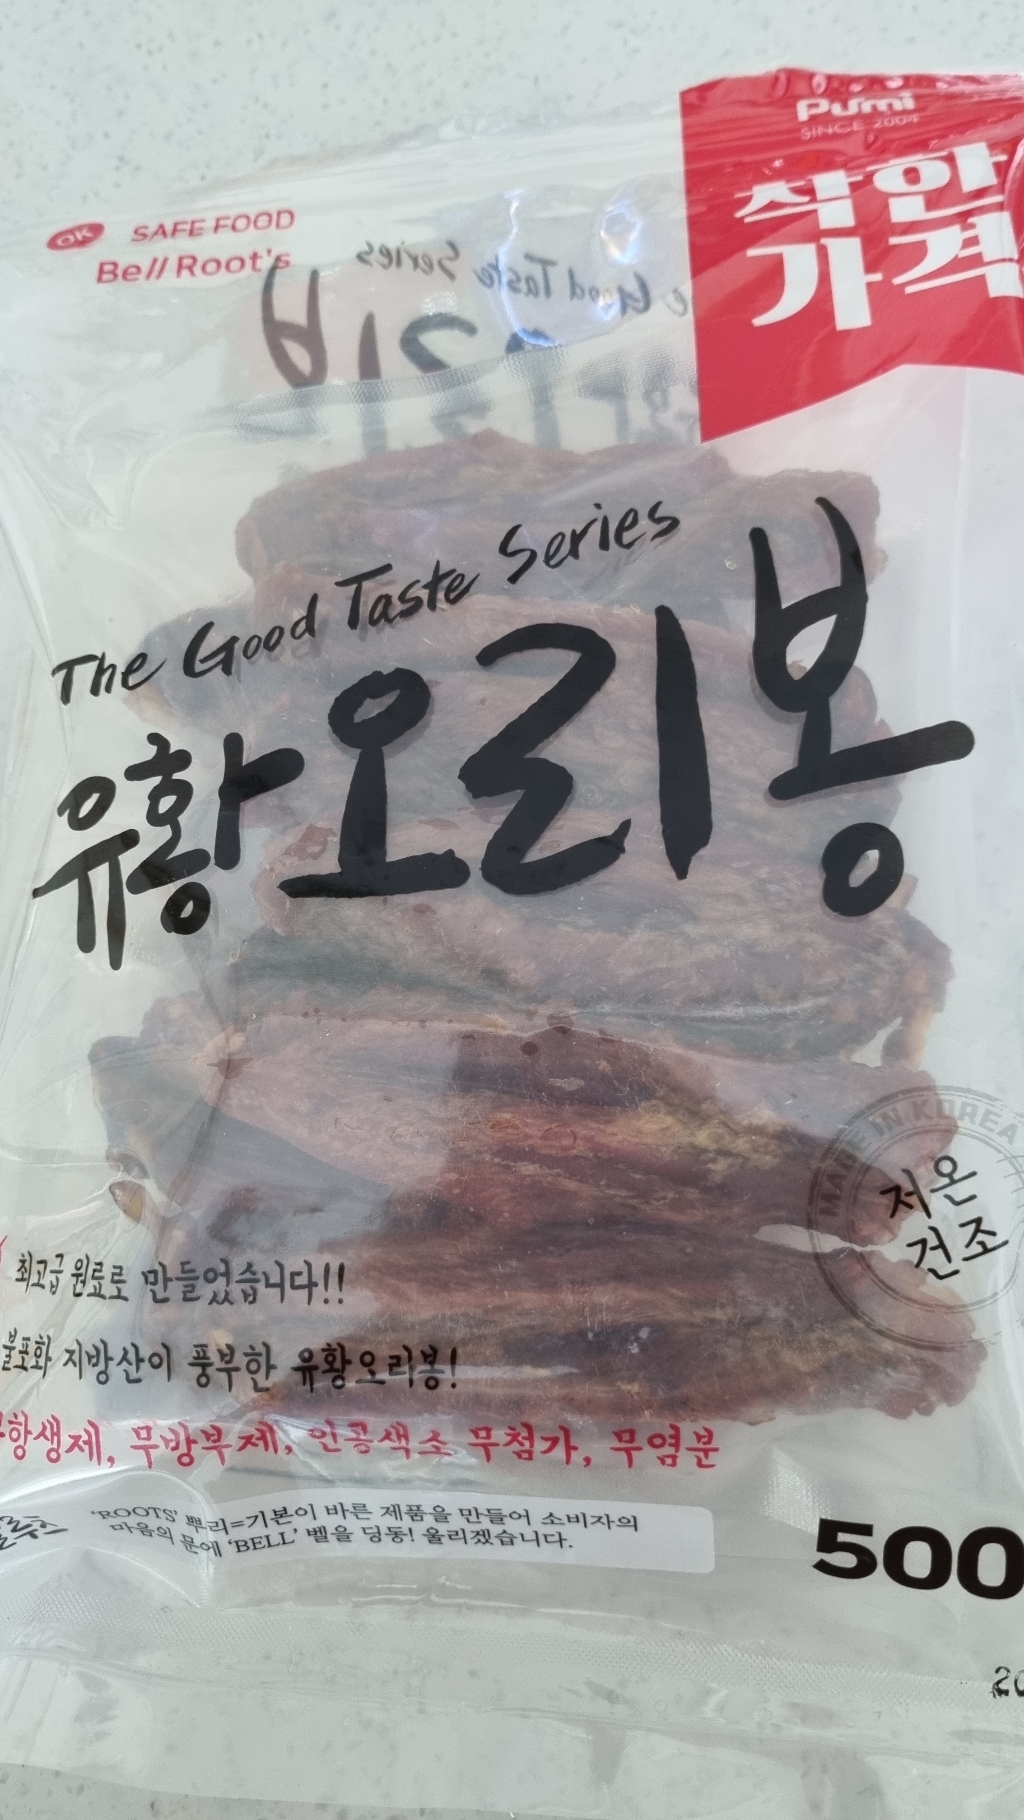 Pumi
SINCE 2004
착한
가격
OK SAFE FOOD
Bell Root's
The Good Taste Series
The Good Taste Series
유황오리봉
MADE IN KOREA
저온
건조
최고급 원료로 만들었습니다!!
불포화 지방산이 풍부한 유황오리봉!
항생제, 무방부제, 인공색소 무첨가, 무염분
'ROOTS' 뿌리=기본이 바른 제품을 만들어 소비자의
마음의 문에 'BELL' 벨을 딩동! 울리겠습니다.
500